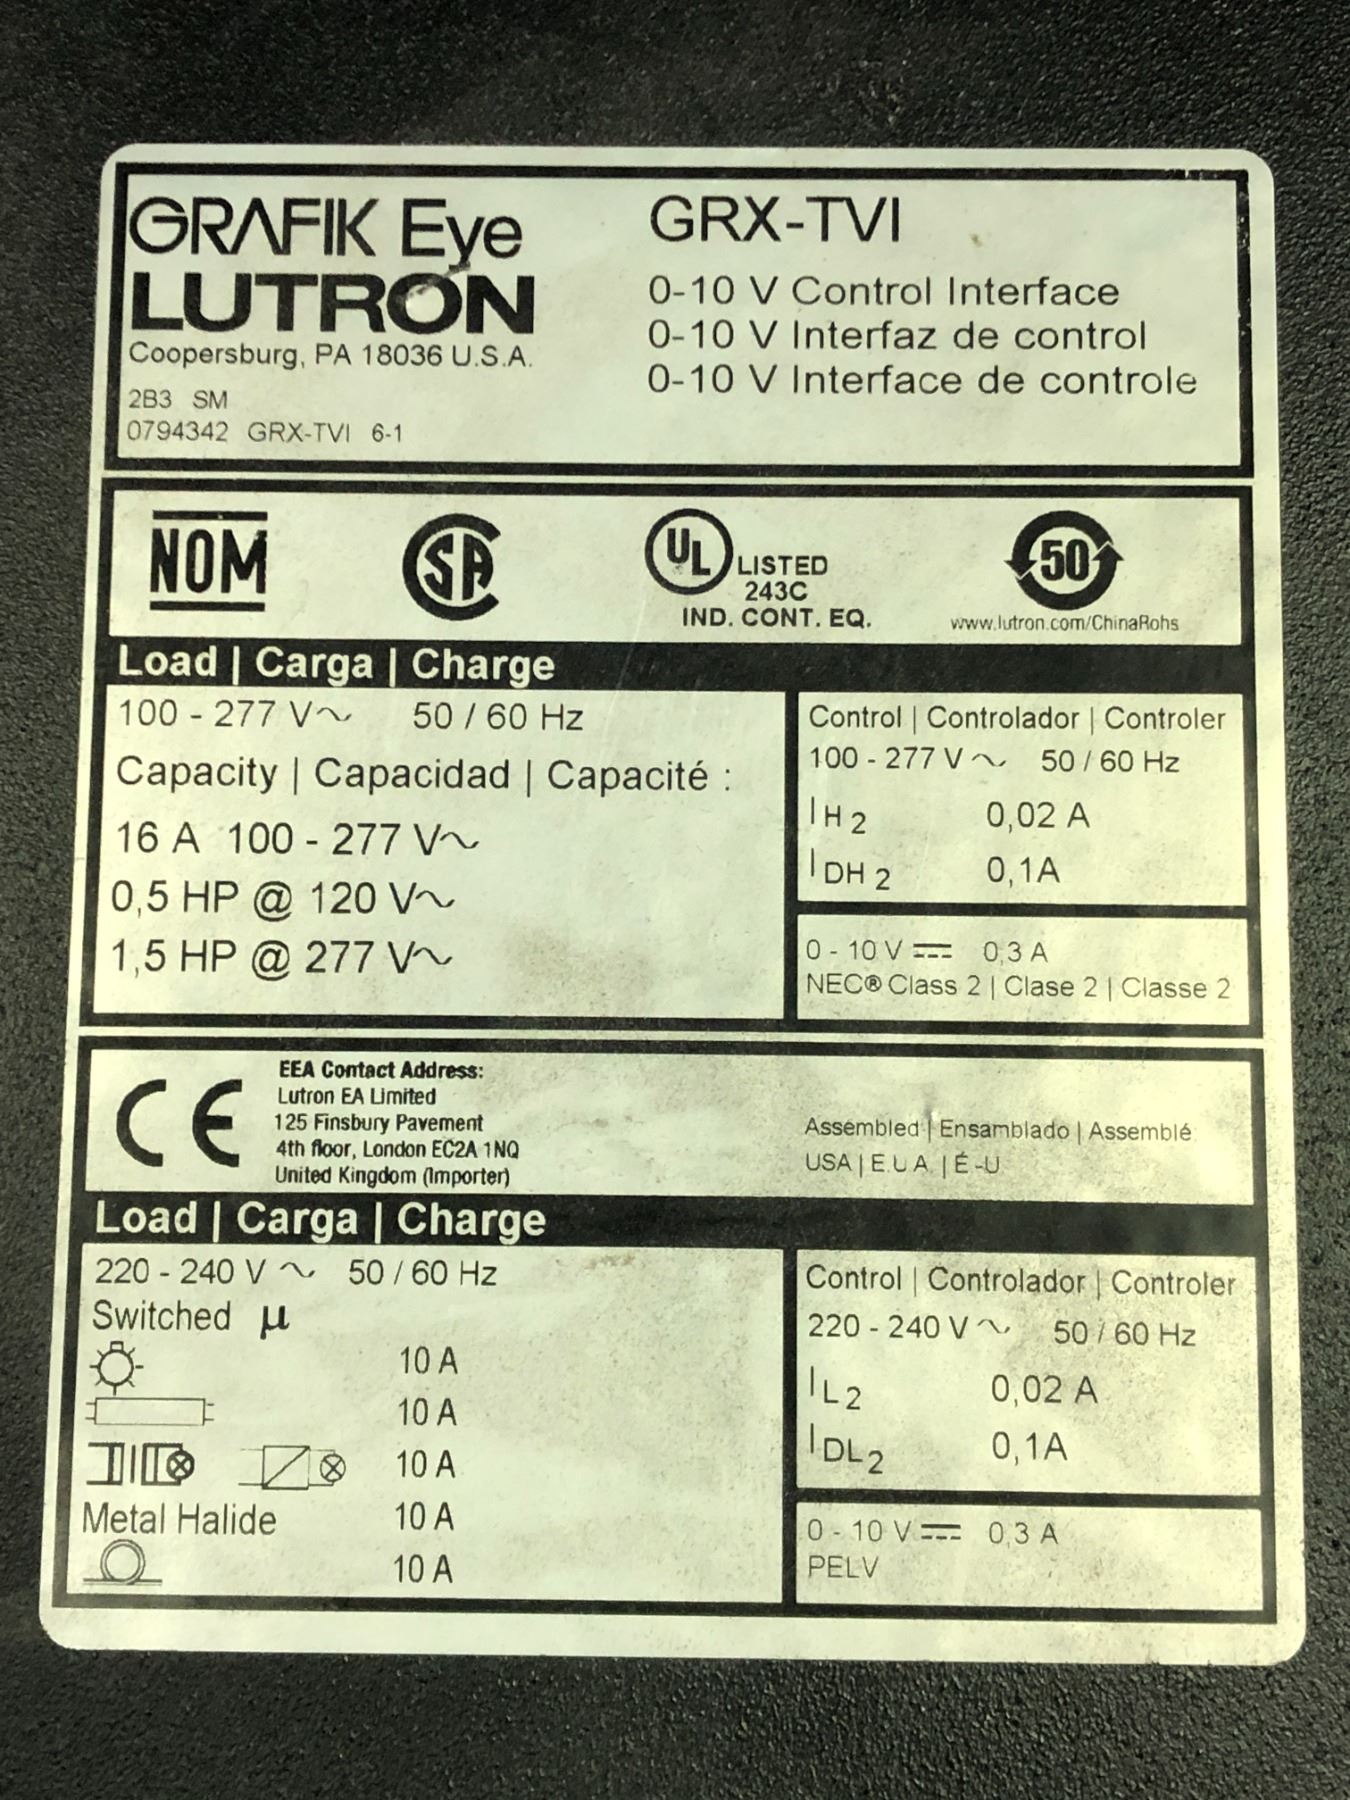 GRAFIK Eye
LUTRON
Coopersburg, PA 18036 U.S.A.
2B3 SM
0794342 GRX-TVI 6-1
GRX-TVI
0-10 V Control Interface
0-10 V Interfaz de control
0-10 V Interface de controle
NOM
SA
UL LISTED
243C
IND. CONT. EQ.
50
www.lutron.com/ChinaRohs
Load | Carga | Charge
100 - 277 V~ 50 / 60 Hz
Capacity | Capacidad | Capacité :
16 A 100 - 277 V~
0,5 HP @ 120 V~
1,5 HP @ 277 V~
Control | Controlador | Controler
100 - 277 V ~ 50 / 60 Hz
I H 2 0,02 A
I DH 2 0,1A
0 - 10 V ⎓ 0,3 A
NEC® Class 2 | Clase 2 | Classe 2
CE
EEA Contact Address:
Lutron EA Limited
125 Finsbury Pavement
4th floor, London EC2A 1NQ
United Kingdom (Importer)
Assembled | Ensamblado | Assemblé
USA | E.U.A. | É-U
Load | Carga | Charge
220 - 240 V ~ 50 / 60 Hz
Switched µ
10 A
10 A
10 A
Metal Halide 10 A
10 A
Control | Controlador | Controler
220 - 240 V ~ 50 / 60 Hz
I L 2 0,02 A
I DL 2 0,1A
0 - 10 V ⎓ 0,3 A
PELV